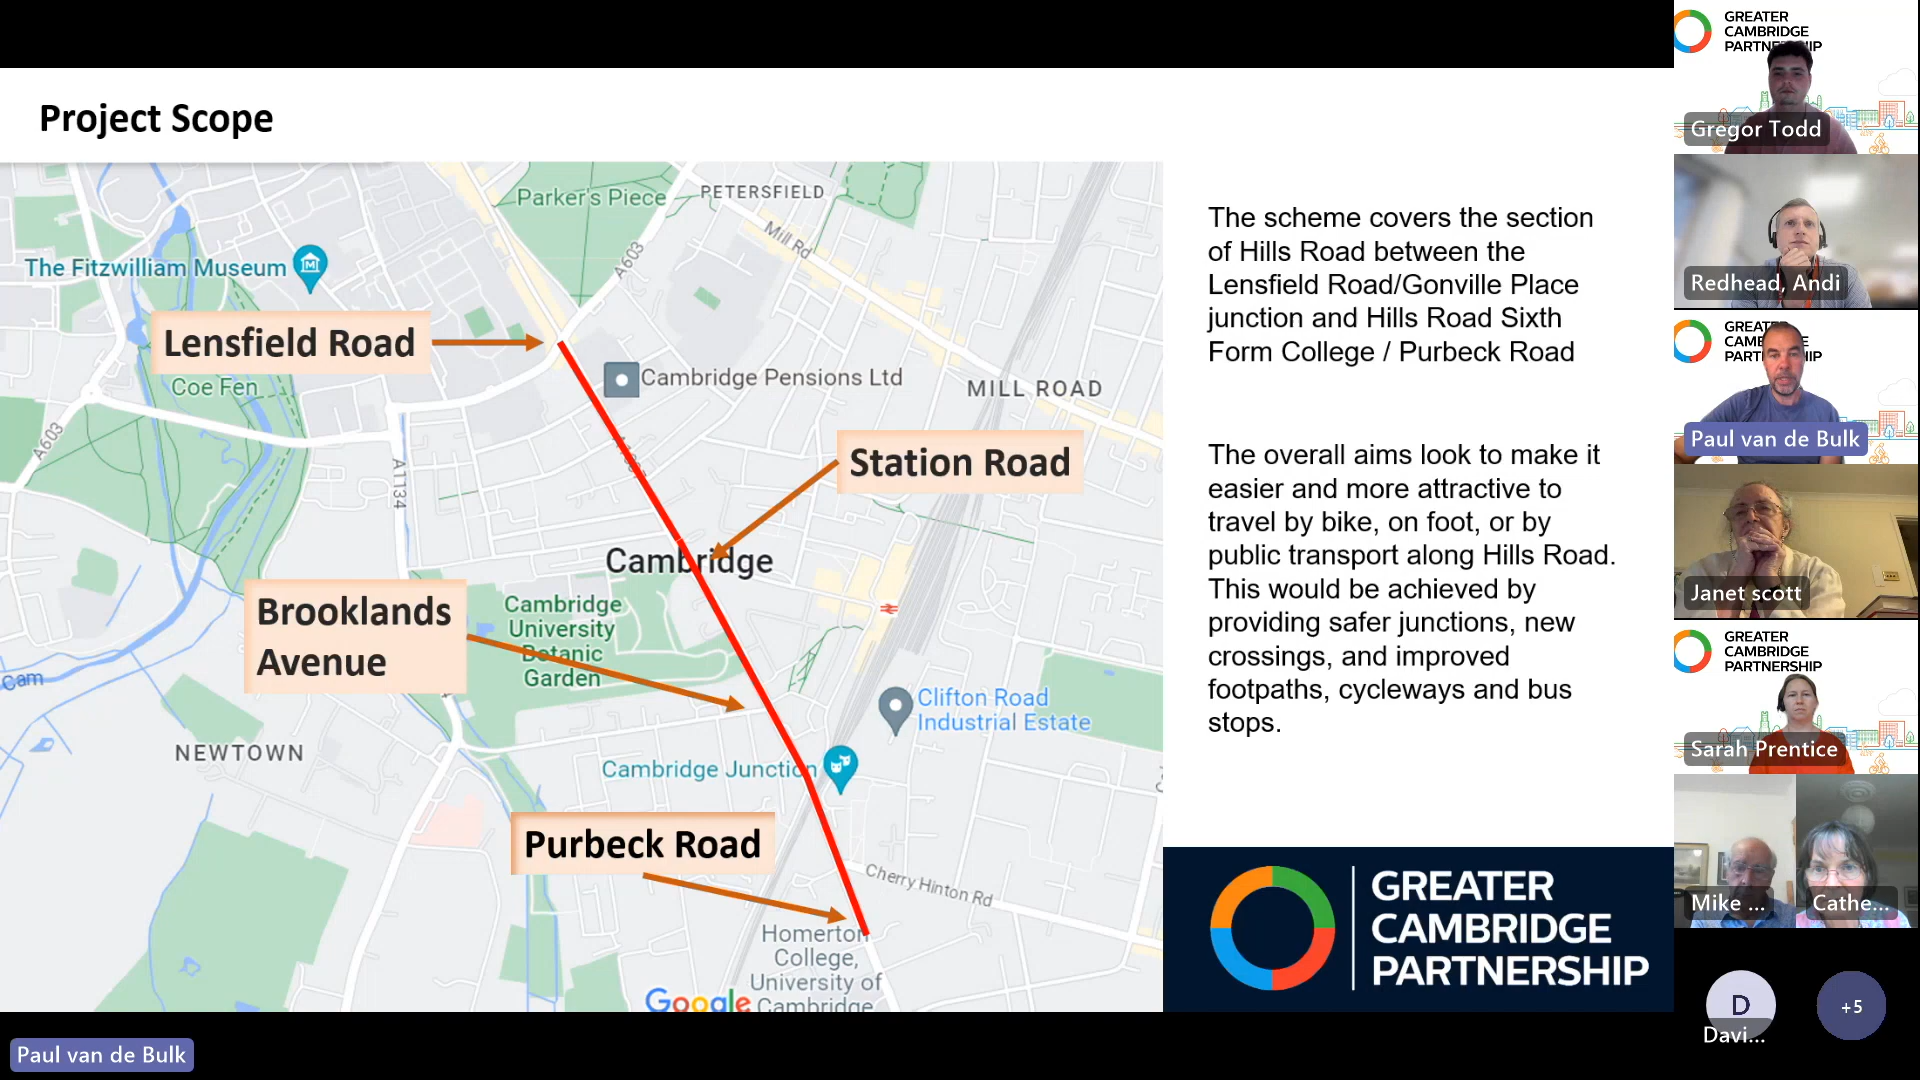 Project Scope
Parker's Piece
PETERSFIELD
Mill Rd
A603
The Fitzwilliam Museum
Lensfield Road
Coe Fen
Cambridge Pensions Ltd
MILL ROAD
A603
A1134
Station Road
Cambridge
Brooklands
Avenue
Cambridge
University
Botanic
Garden
Cam
Clifton Road
Industrial Estate
NEWTOWN
Cambridge Junction
Purbeck Road
Cherry Hinton Rd
Homerton
College,
University of
Cambridge
Google
The scheme covers the section
of Hills Road between the
Lensfield Road/Gonville Place
junction and Hills Road Sixth
Form College / Purbeck Road
The overall aims look to make it
easier and more attractive to
travel by bike, on foot, or by
public transport along Hills Road.
This would be achieved by
providing safer junctions, new
crossings, and improved
footpaths, cycleways and bus
stops.
GREATER
CAMBRIDGE
PARTNERSHIP
Paul van de Bulk
GREATER
CAMBRIDGE
PARTNERSHIP
Gregor Todd
Redhead, Andi
Paul van de Bulk
Janet scott
GREATER
CAMBRIDGE
PARTNERSHIP
Sarah Prentice
Mike ...
Cathe...
D
Davi...
+5